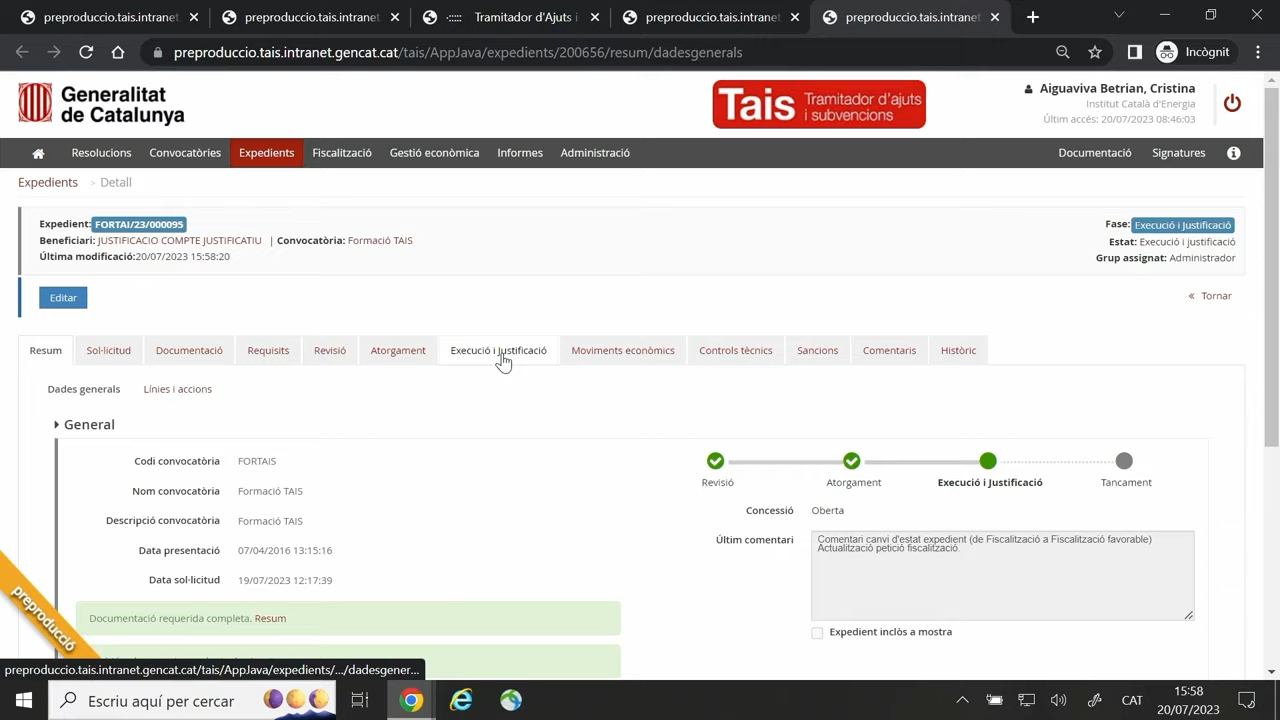 preproduccio.tais.intranet.gencat
preproduccio.tais.intranet.gencat
Tramitador d'Ajuts i
preproduccio.tais.intranet.gencat
preproduccio.tais.intranet.gencat
preproduccio.tais.intranet.gencat.cat/tais/AppJava/expedients/200656/resum/dadesgenerals
Incògnit
Generalitat
de Catalunya
Tais Tramitador d'ajuts
i subvencions
Aiguaviva Betrian, Cristina
Institut Català d'Energia
Últim accés: 20/07/2023 08:46:03
Resolucions Convocatòries Expedients Fiscalització Gestió econòmica Informes Administració Documentació Signatures
Expedients > Detall
Expedient: FORTAI/23/000095
Beneficiari: JUSTIFICACIO COMPTE JUSTIFICATIU | Convocatòria: Formació TAIS
Última modificació:20/07/2023 15:58:20
Fase: Execució i Justificació
Estat: Execució i justificació
Grup assignat: Administrador
Editar
« Tornar
Resum Sol·licitud Documentació Requisits Revisió Atorgament Execució i Justificació Moviments econòmics Controls tècnics Sancions Comentaris Històric
Dades generals Línies i accions
General
Codi convocatòria FORTAIS
Nom convocatòria Formació TAIS
Descripció convocatòria Formació TAIS
Data presentació 07/04/2016 13:15:16
Data sol·licitud 19/07/2023 12:17:39
Documentació requerida completa. Resum
Revisió Atorgament Execució i Justificació Tancament
Concessió Oberta
Últim comentari
Comentari canvi d'estat expedient (de Fiscalització a Fiscalització favorable)
Actualització petició fiscalització.
Expedient inclòs a mostra
preproducció
preproduccio.tais.intranet.gencat.cat/tais/AppJava/expedients/.../dadesgener...
Escriu aquí per cercar
CAT
15:58
20/07/2023